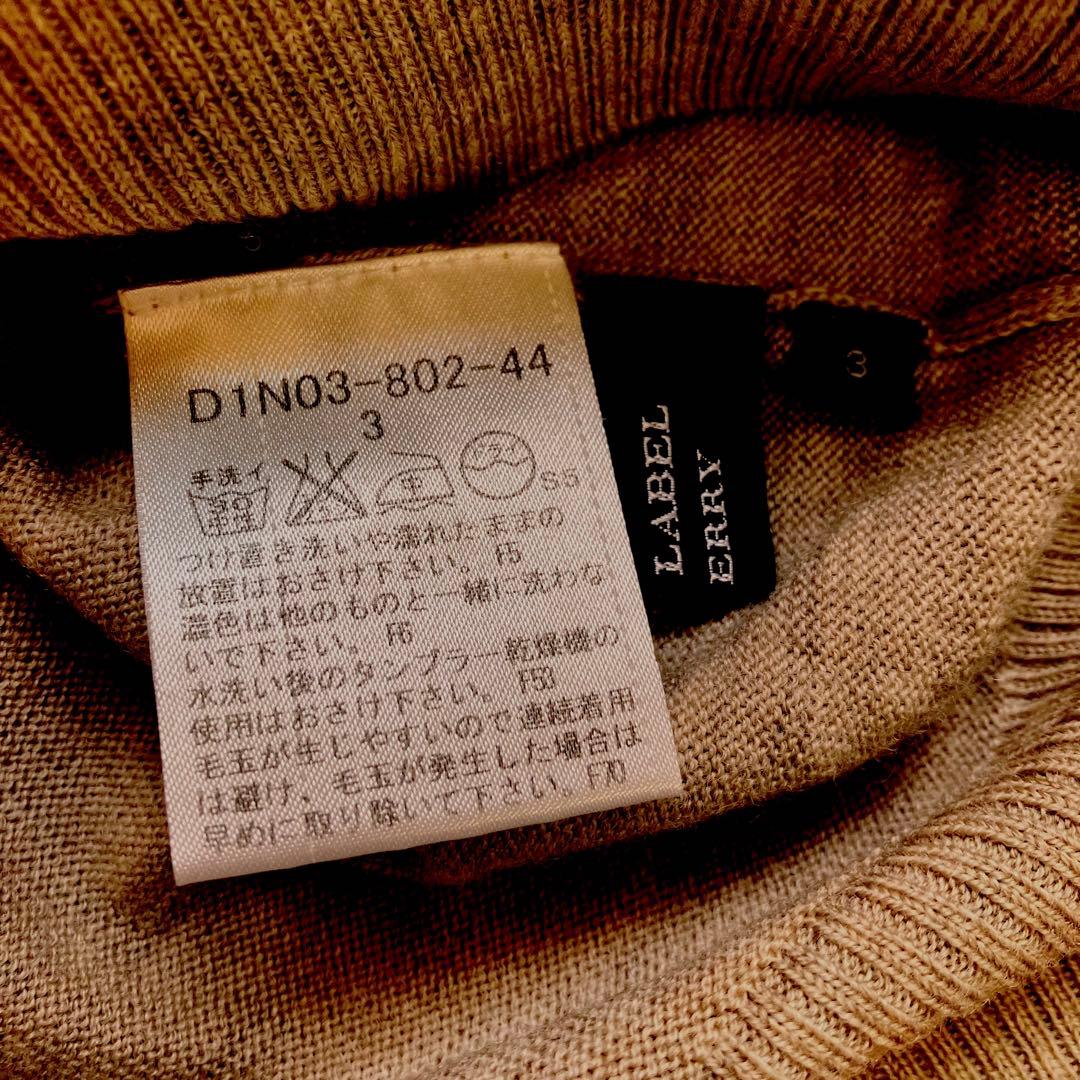 D1N03-802-44
3
手洗イ
S5
つけ置き洗いや濡れたままの
放置はおさけ下さい。 F5
濃色は他のものと一緒に洗わな
いで下さい。 F6
水洗い後のタンブラー乾燥機の
使用はおさけ下さい。 F53
毛玉が生じやすいので連続着用
は避け、毛玉が発生した場合は
早めに取り除いて下さい。 F70
LABEL
ERRY
3